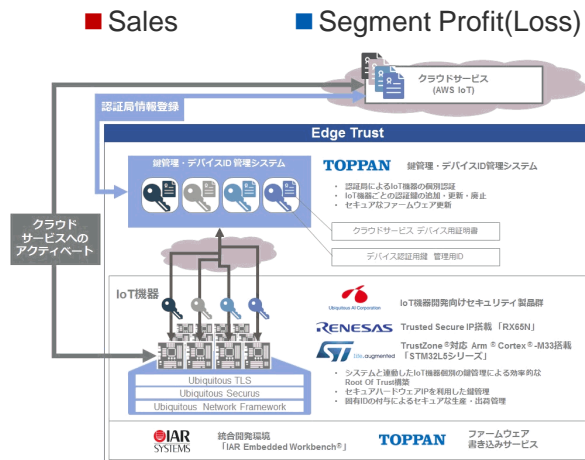 Sales
Segment Profit(Loss)
クラウドサービス
(AWS IoT)
認証局情報登録
Edge Trust
鍵管理・デバイスID 管理システム
TOPPAN
鍵管理・デバイスID管理システム
・ 認証局によるIoT機器の個別認証
・ IoT機器ごとの認証鍵の追加・更新・廃止
・ セキュアなファームウェア更新
クラウド
サービスへの
アクティベート
クラウドサービス デバイス用証明書
デバイス認証用鍵 管理用ID
IoT機器
Ubiquitous AI Corporation
IoT機器開発向けセキュリティ製品群
RENESAS
Trusted Secure IP搭載 「RX65N」
ST
life.augmented
TrustZone®対応 Arm® Cortex®-M33搭載
「STM32L5シリーズ」
・ システムと連動したIoT機器個別の鍵管理による効率的な
Root Of Trust構築
・ セキュアハードウェアIPを利用した鍵管理
・ 固有IDの付与によるセキュアな生産・出荷管理
Ubiquitous TLS
Ubiquitous Securus
Ubiquitous Network Framework
IAR
SYSTEMS
統合開発環境
「IAR Embedded Workbench®」
TOPPAN
ファームウェア
書き込みサービス